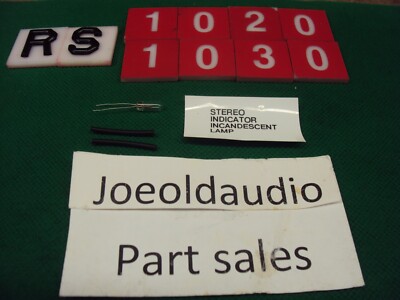 RS 1020
1030
STEREO
INDICATOR
INCANDESCENT
LAMP
Joeoldaudio
Part sales